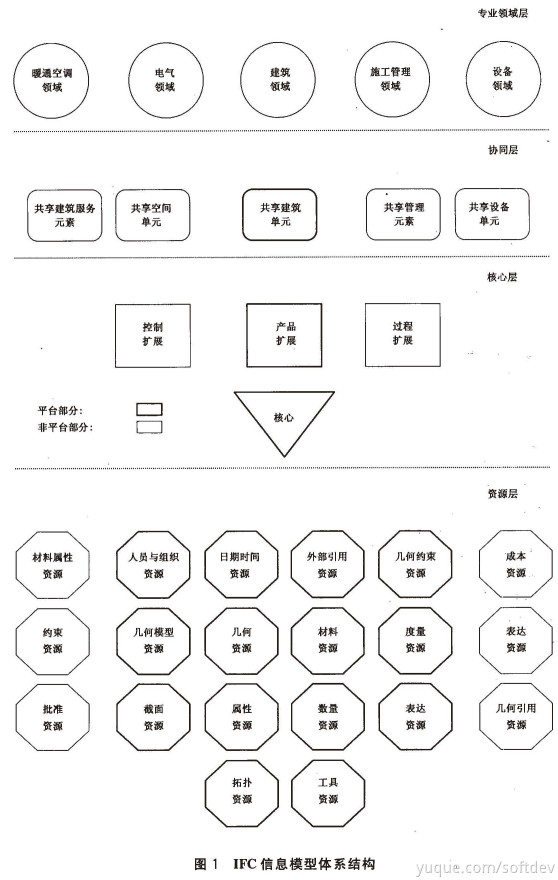 专业领域层
暖通空调
领域
电气
领域
建筑
领域
施工管理
领域
设备
领域
协同层
共享建筑服务
元素
共享空间
单元
共享建筑
单元
共享管理
元素
共享设备
单元
核心层
控制
扩展
产品
扩展
过程
扩展
平台部分:
非平台部分:
核心
资源层
材料属性
资源
人员与组织
资源
日期时间
资源
外部引用
资源
几何约束
资源
成本
资源
约束
资源
几何模型
资源
几何
资源
材料
资源
度量
资源
表达
资源
批准
资源
截面
资源
属性
资源
数量
资源
表达
资源
几何引用
资源
拓扑
资源
工具
资源
图 1 IFC 信息模型体系结构
yuque.com/softdev